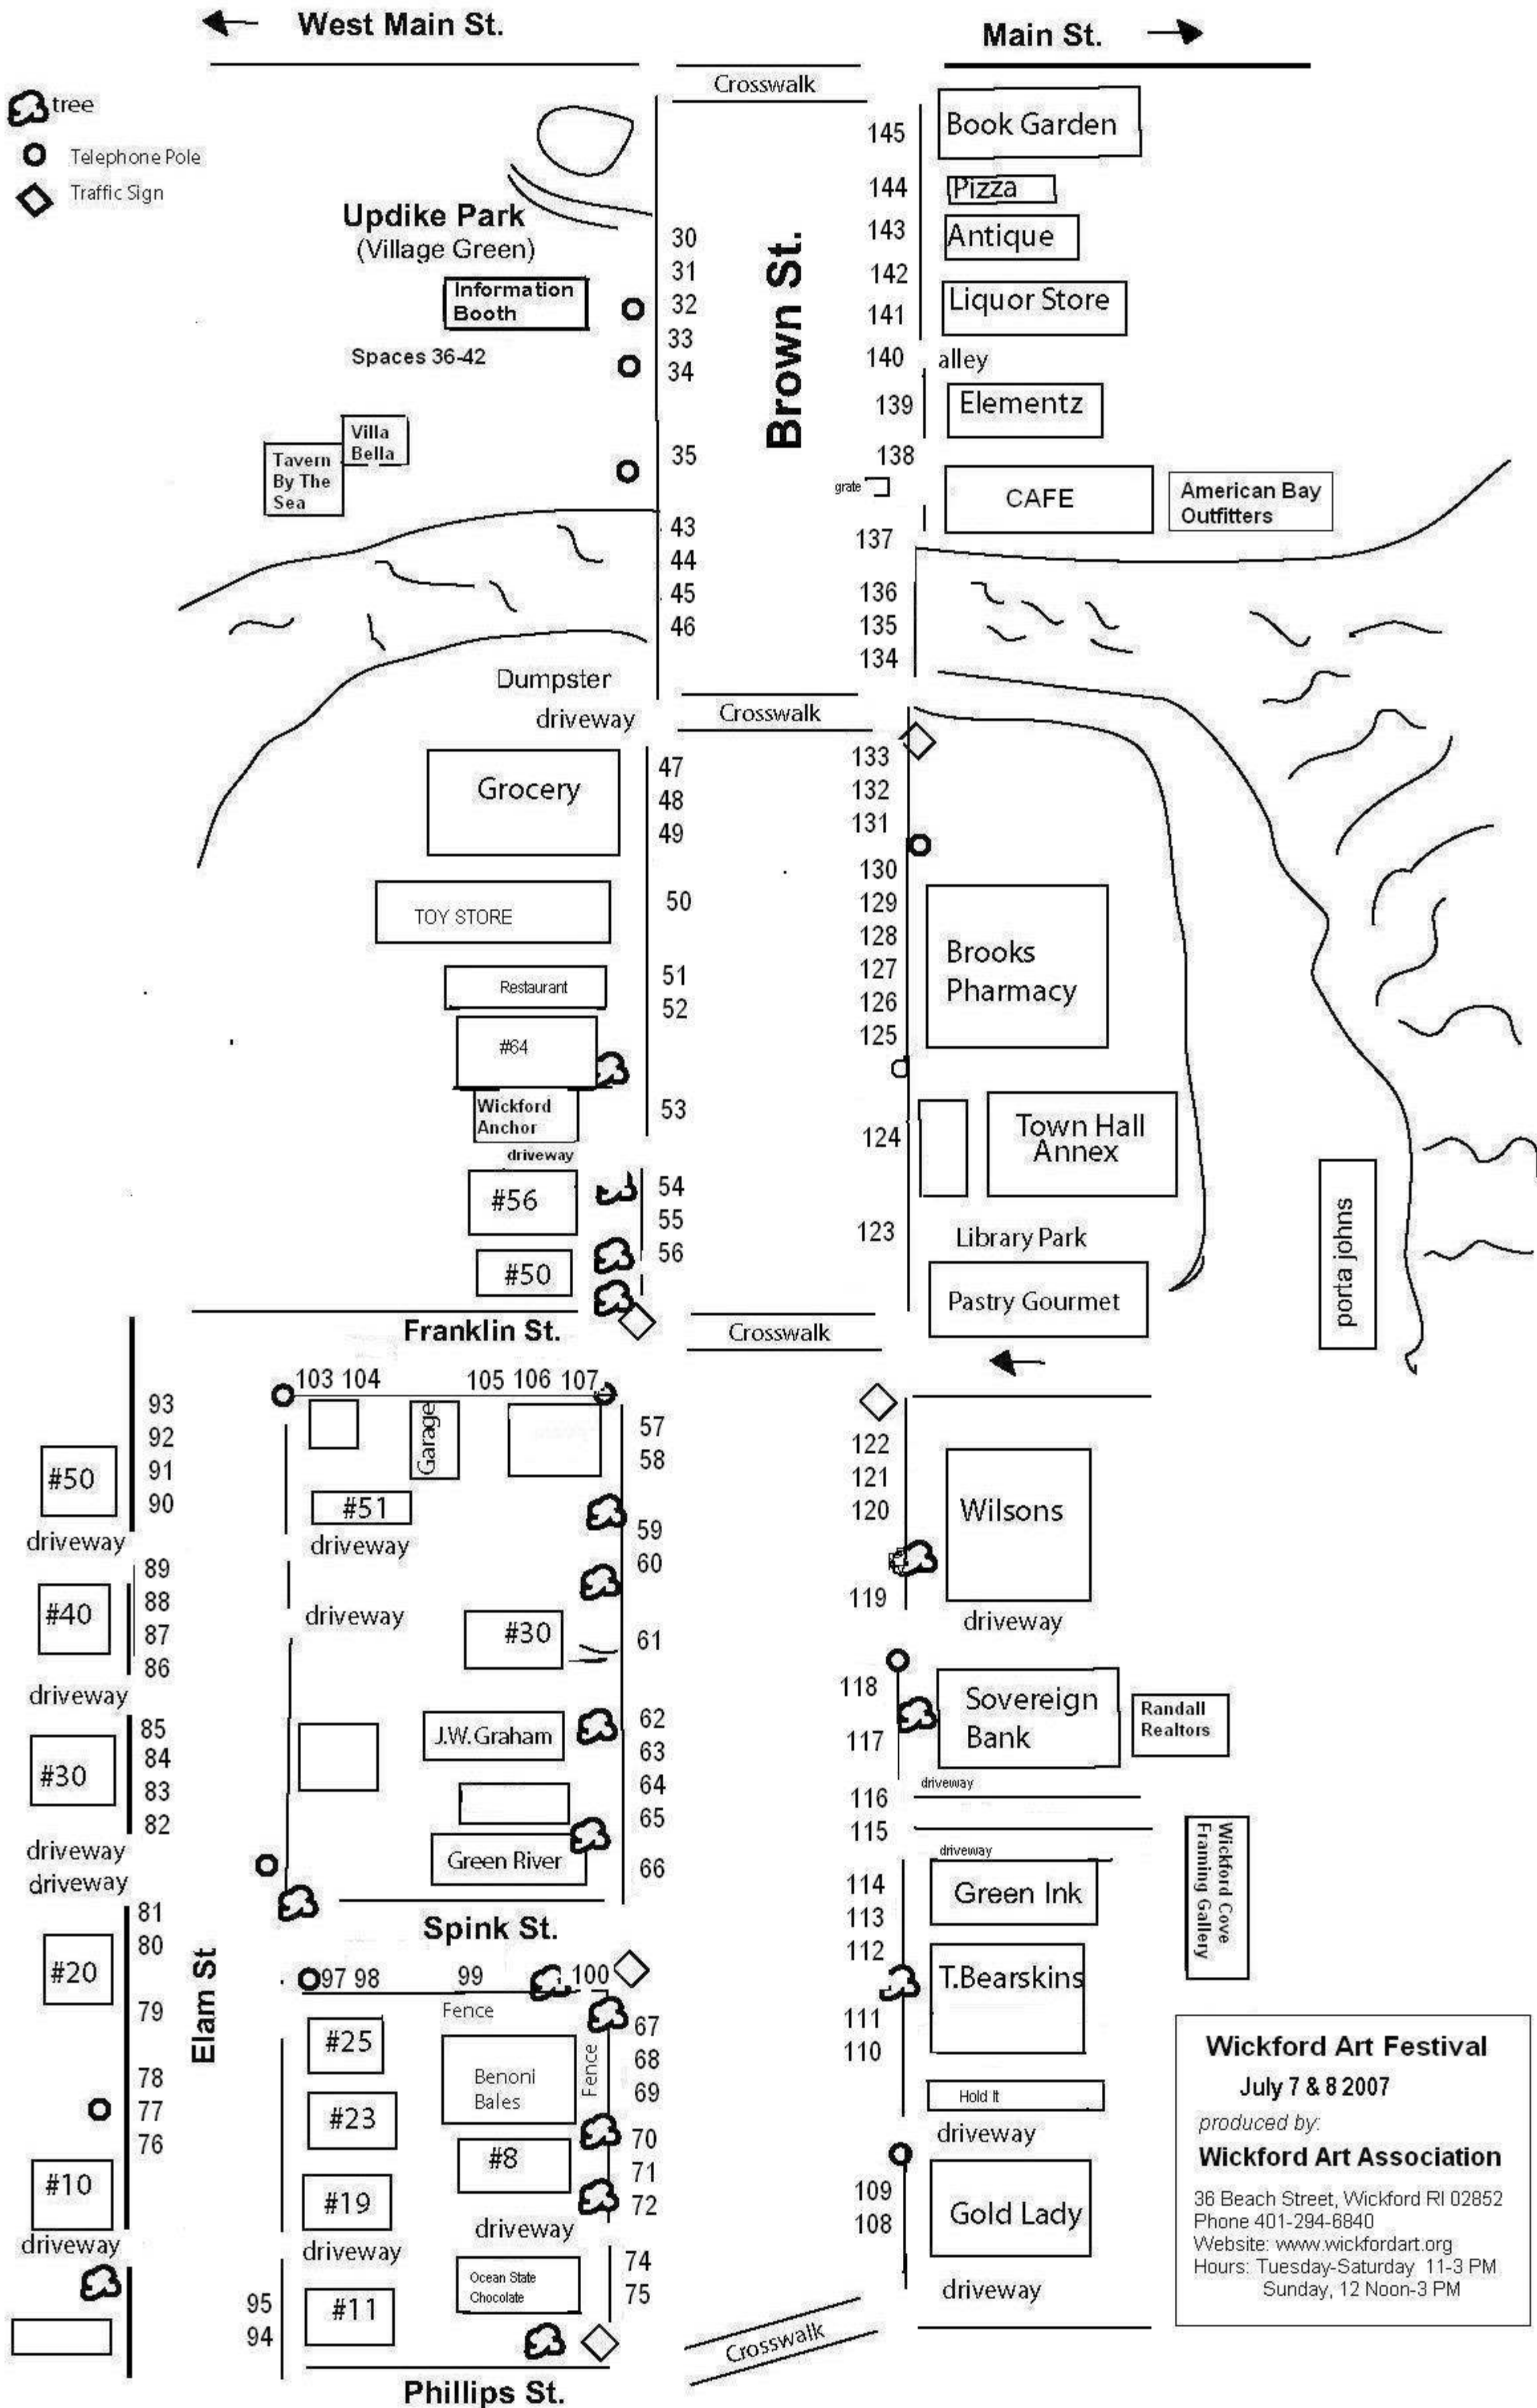 West Main St.
Main St.
Crosswalk
tree
Telephone Pole
Traffic Sign
Updike Park
(Village Green)
Information
Booth
Spaces 36-42
Villa
Bella
Tavern
By The
Sea
30
31
32
33
34
35
43
44
45
46
Brown St.
145
144
143
142
141
140
139
138
137
136
135
134
Book Garden
Pizza
Antique
Liquor Store
alley
Elementz
grate
CAFE
American Bay
Outfitters
Dumpster
driveway
Crosswalk
Grocery
TOY STORE
Restaurant
#64
Wickford
Anchor
driveway
#56
#50
47
48
49
50
51
52
53
54
55
56
133
132
131
130
129
128
127
126
125
124
123
Brooks
Pharmacy
Town Hall
Annex
Library Park
Pastry Gourmet
porta johns
Franklin St.
Crosswalk
93
92
91
90
#50
driveway
89
88
87
86
#40
driveway
85
84
83
82
#30
driveway
driveway
81
80
#20
79
78
77
76
#10
driveway
Elam St
103 104
105 106 107
Garage
#51
driveway
driveway
#30
J.W. Graham
Green River
57
58
59
60
61
62
63
64
65
66
122
121
120
119
Wilsons
driveway
118
117
Sovereign
Bank
Randall
Realtors
driveway
116
115
driveway
114
113
112
111
110
Green Ink
T.Bearskins
Hold It
driveway
Wickford Cove
Framing Gallery
109
108
Gold Lady
driveway
Spink St.
97 98
99
100
Fence
#25
Benoni
Bales
Fence
#23
#8
#19
driveway
driveway
67
68
69
70
71
72
74
75
95
94
#11
Ocean State
Chocolate
Crosswalk
Phillips St.
Wickford Art Festival
July 7 & 8 2007
produced by:
Wickford Art Association
36 Beach Street, Wickford RI 02852
Phone 401-294-6840
Website: www.wickfordart.org
Hours: Tuesday-Saturday 11-3 PM
Sunday, 12 Noon-3 PM